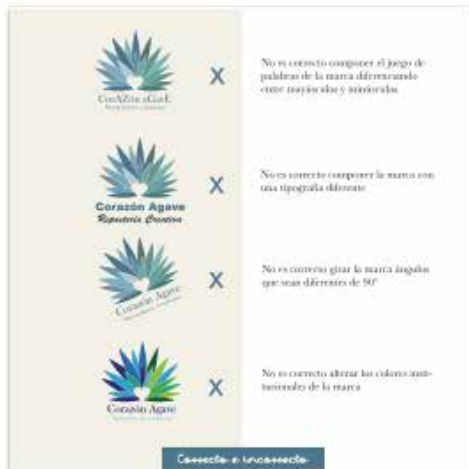 X
No es correcto componer el juego de
palabras de la marca diferenciando
entre mayúsculas y minúsculas
CorAZón aGavE
X
No es correcto componer la marca con
una tipografía diferente
Corazón Agave
Repostería Creativa
X
No es correcto girar la marca ángulos
que sean diferentes de 90º
Corazón Agave
X
No es correcto alterar los colores insti-
tucionales de la marca
Corazón Agave
Correcto e incorrecto